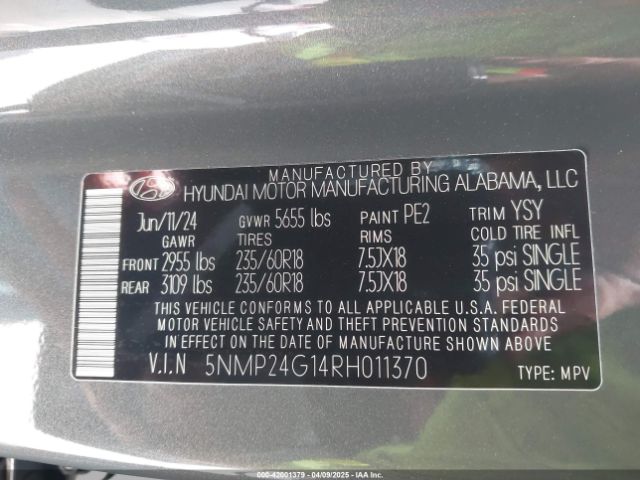 MANUFACTURED BY
HYUNDAI MOTOR MANUFACTURING ALABAMA, LLC
Jun/11/24 GVWR 5655 lbs PAINT PE2 TRIM YSY
GAWR TIRES RIMS COLD TIRE INFL
FRONT 2955 lbs 235/60R18 7.5JX18 35 psi SINGLE
REAR 3109 lbs 235/60R18 7.5JX18 35 psi SINGLE
THIS VEHICLE CONFORMS TO ALL APPLICABLE U.S.A. FEDERAL
MOTOR VEHICLE SAFETY AND THEFT PREVENTION STANDARDS
IN EFFECT ON THE DATE OF MANUFACTURE SHOWN ABOVE
V.I.N 5NMP24G14RH011370 TYPE: MPV
000-42001379 04/09/2025 IAAI.COM